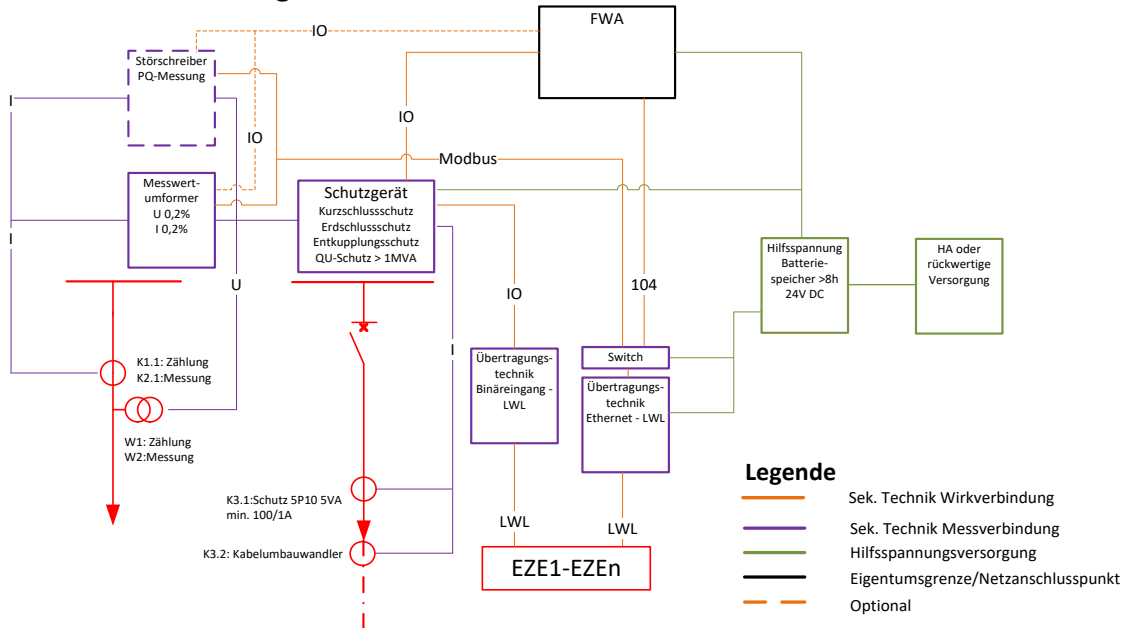 IO
FWA
Störschreiber
PQ-Messung
I
IO
IO
Modbus
Messwert-
umformer
U 0,2%
I 0,2%
Schutzgerät
Kurzschlussschutz
Erdschlussschutz
Entkupplungsschutz
QU-Schutz > 1MVA
I
U
IO
104
Hilfsspannung
Batterie-
speicher >8h
24V DC
HA oder
rückwertige
Versorgung
K1.1: Zählung
K2.1:Messung
I
Übertragungs-
technik
Binäreingang -
LWL
Switch
Übertragungs-
technik
Ethernet - LWL
W1: Zählung
W2:Messung
K3.1:Schutz 5P10 5VA
min. 100/1A
K3.2: Kabelumbauwandler
LWL
LWL
EZE1-EZEn
Legende
Sek. Technik Wirkverbindung
Sek. Technik Messverbindung
Hilfsspannungsversorgung
Eigentumsgrenze/Netzanschlusspunkt
Optional